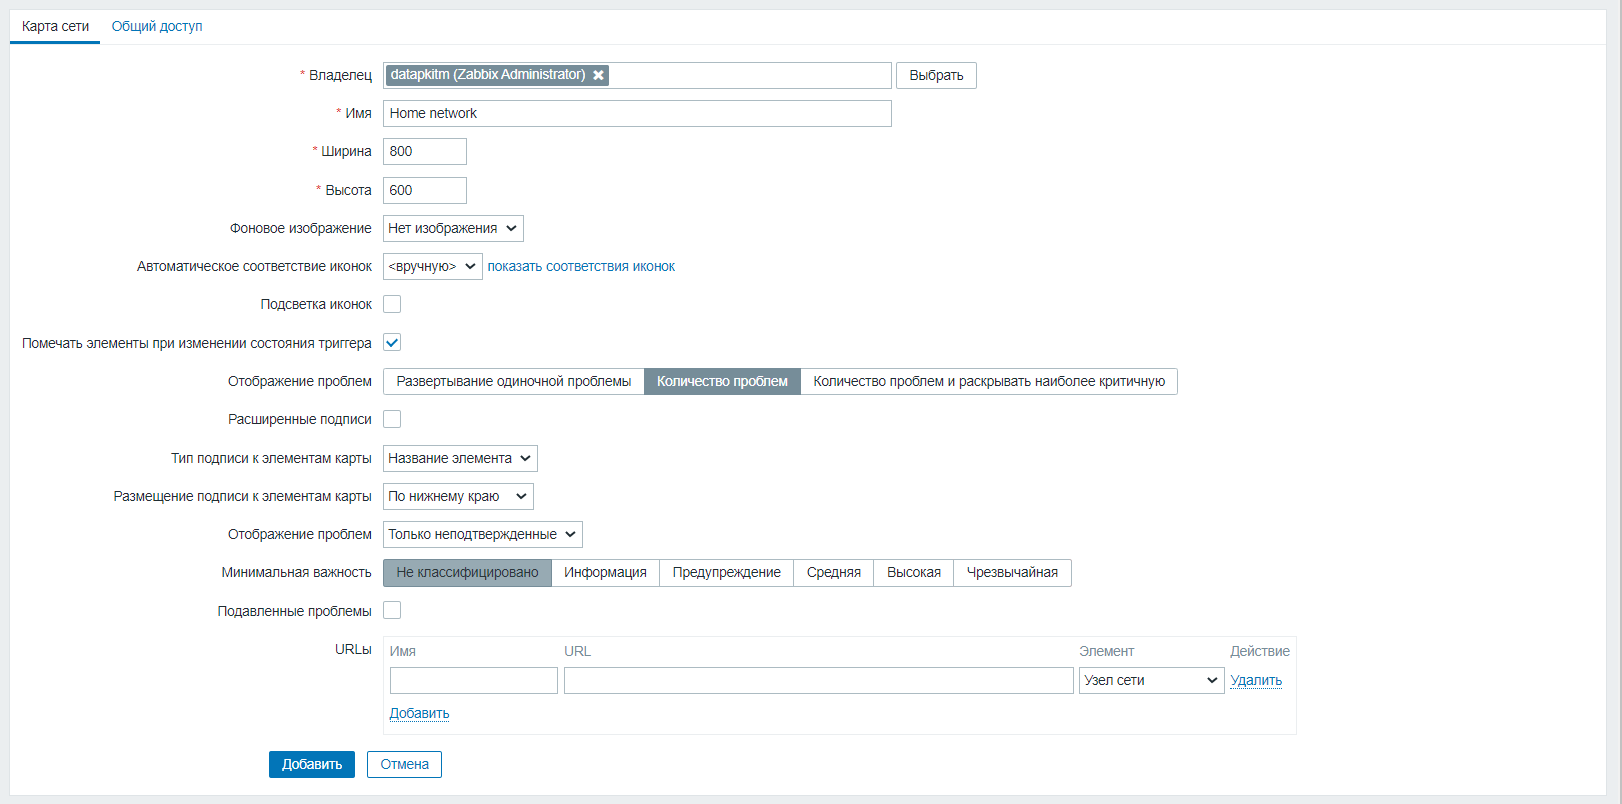 Карта сети Общий доступ
* Владелец datapkitm (Zabbix Administrator) Выбрать
* Имя Home network
* Ширина 800
* Высота 600
Фоновое изображение Нет изображения
Автоматическое соответствие иконок <вручную> показать соответствия иконок
Подсветка иконок
Помечать элементы при изменении состояния триггера
Отображение проблем Развертывание одиночной проблемы Количество проблем Количество проблем и раскрывать наиболее критичную
Расширенные подписи
Тип подписи к элементам карты Название элемента
Размещение подписи к элементам карты По нижнему краю
Отображение проблем Только неподтвержденные
Минимальная важность Не классифицировано Информация Предупреждение Средняя Высокая Чрезвычайная
Подавленные проблемы
URLы Имя URL Элемент Действие
Узел сети Удалить
Добавить
Добавить Отмена